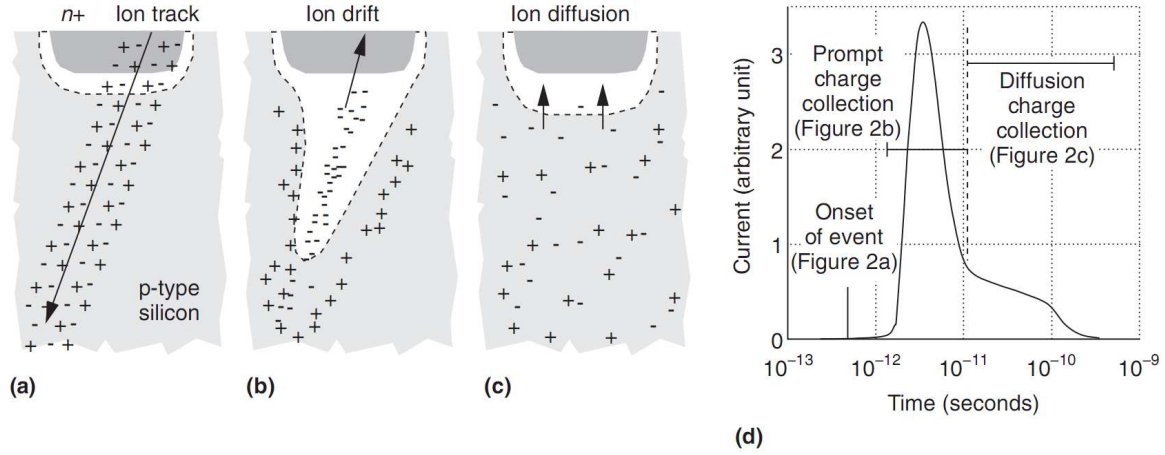 n+ Ion track
p-type
silicon
(a)
Ion drift
(b)
Ion diffusion
(c)
Current (arbitrary unit)
3
2
1
0
Prompt
charge
collection
(Figure 2b)
Diffusion
charge
collection
(Figure 2c)
Onset
of event
(Figure 2a)
10⁻¹³ 10⁻¹² 10⁻¹¹ 10⁻¹⁰ 10⁻⁹
Time (seconds)
(d)